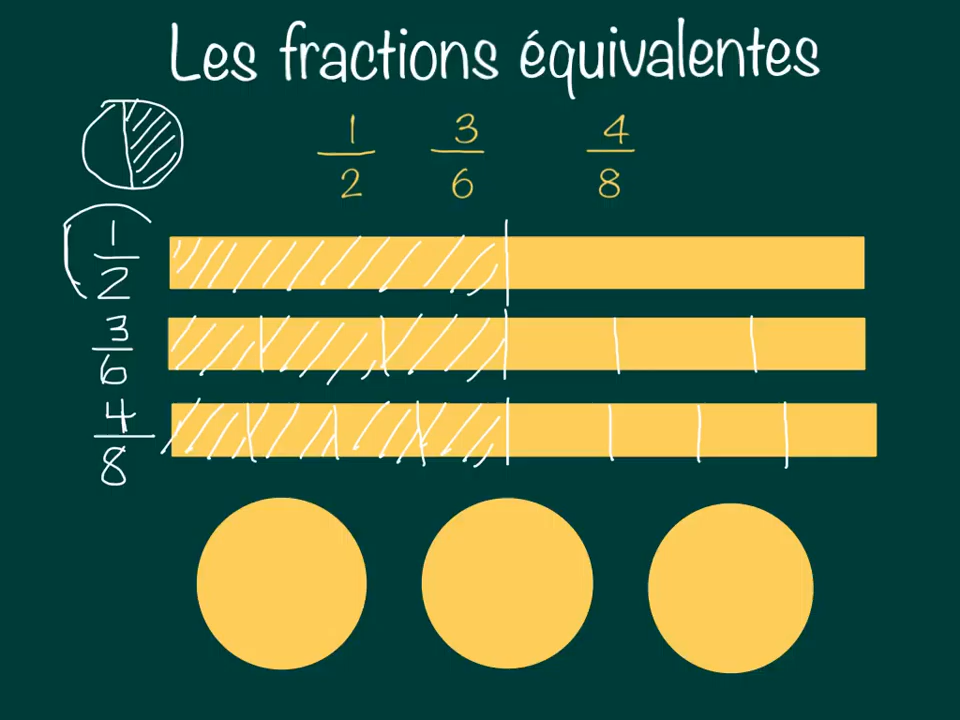 Les fractions équivalentes
1/2 3/6 4/8
1/2
3/6
4/8